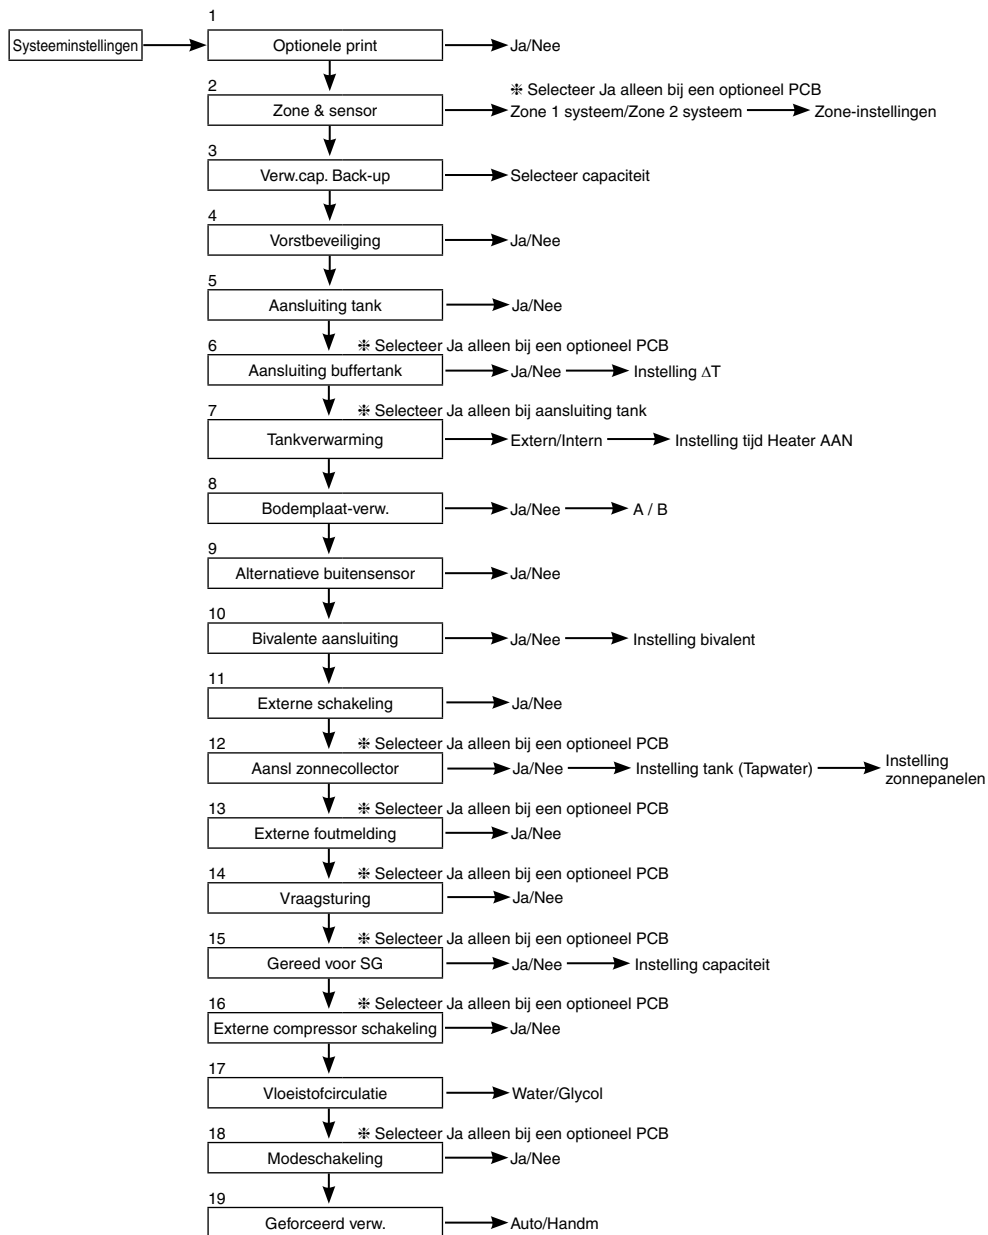 1
Systeeminstellingen
Optionele print
Ja/Nee
2
❈ Selecteer Ja alleen bij een optioneel PCB
Zone & sensor
Zone 1 systeem/Zone 2 systeem
Zone-instellingen
3
Verw.cap. Back-up
Selecteer capaciteit
4
Vorstbeveiliging
Ja/Nee
5
Aansluiting tank
Ja/Nee
6
❈ Selecteer Ja alleen bij een optioneel PCB
Aansluiting buffertank
Ja/Nee
Instelling ∆T
7
❈ Selecteer Ja alleen bij aansluiting tank
Tankverwarming
Extern/Intern
Instelling tijd Heater AAN
8
Bodemplaat-verw.
Ja/Nee
A / B
9
Alternatieve buitensensor
Ja/Nee
10
Bivalente aansluiting
Ja/Nee
Instelling bivalent
11
Externe schakeling
Ja/Nee
12
❈ Selecteer Ja alleen bij een optioneel PCB
Aansl zonnecollector
Ja/Nee
Instelling tank (Tapwater)
Instelling
zonnepanelen
13
❈ Selecteer Ja alleen bij een optioneel PCB
Externe foutmelding
Ja/Nee
14
❈ Selecteer Ja alleen bij een optioneel PCB
Vraagsturing
Ja/Nee
15
❈ Selecteer Ja alleen bij een optioneel PCB
Gereed voor SG
Ja/Nee
Instelling capaciteit
16
❈ Selecteer Ja alleen bij een optioneel PCB
Externe compressor schakeling
Ja/Nee
17
Vloeistofcirculatie
Water/Glycol
18
❈ Selecteer Ja alleen bij een optioneel PCB
Modeschakeling
Ja/Nee
19
Geforceerd verw.
Auto/Handm